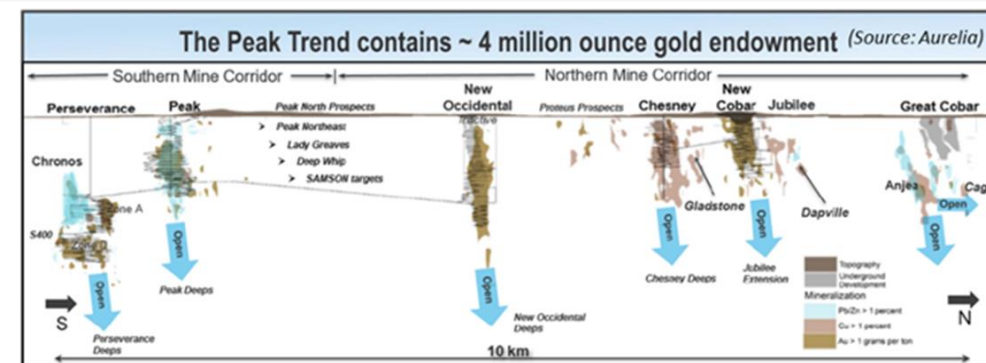 The Peak Trend contains ~ 4 million ounce gold endowment (Source: Aurelia)
Southern Mine Corridor
Northern Mine Corridor
Perseverance
Peak
Peak North Prospects
New
Occidental
Inactive
Proteus Prospects
Chesney
New
Cobar
Jubilee
Great Cobar
➤ Peak Northeast
➤ Lady Greaves
➤ Deep Whip
➤ SAMSON targets
Chronos
S400
Gladstone
Dapville
Anjea
Cag
Open
Open
Open
Open
Open
Open
Open
Peak Deeps
Perseverance
Deeps
New Occidental
Deeps
Chesney Deeps
Jubilee
Extension
Topography
Underground
Development
Mineralization
Pb/Zn > 1 percent
Cu > 1 percent
Au > 1 grams per ton
S
N
10 km